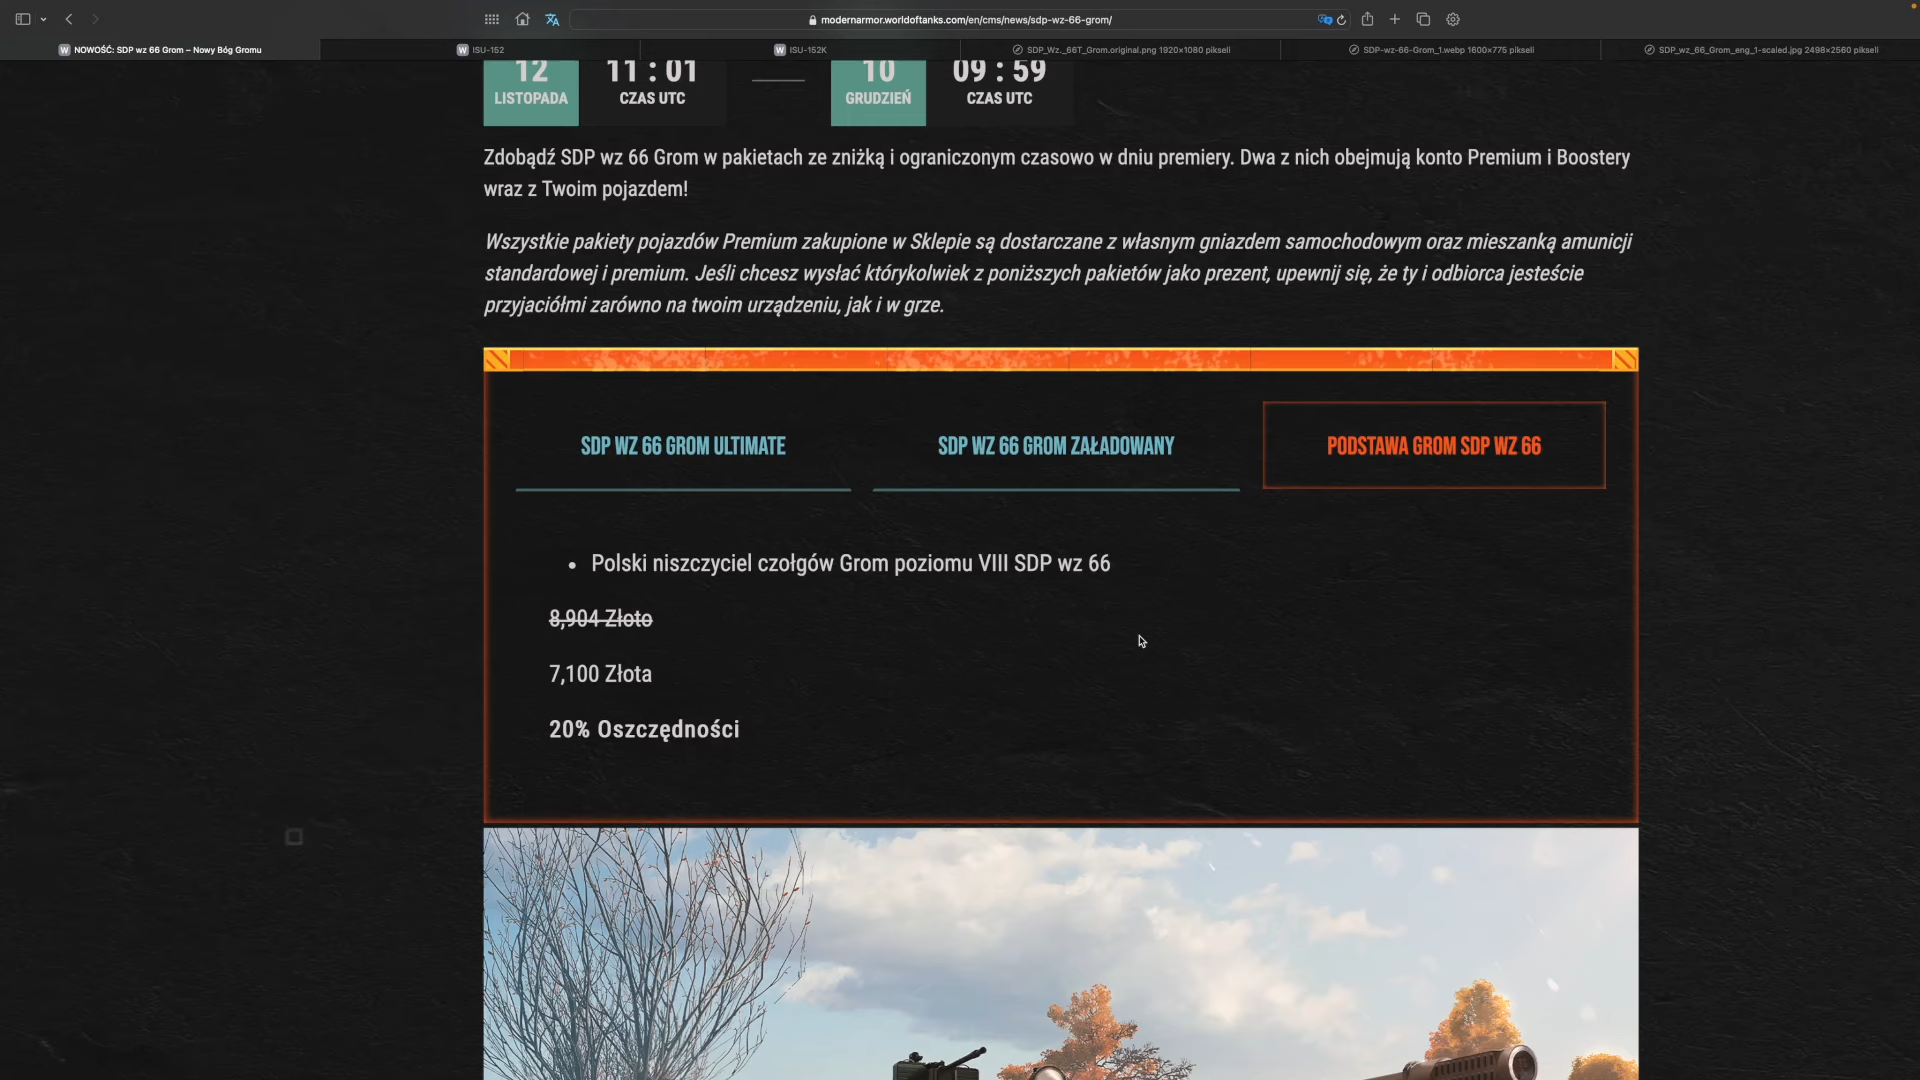 modernarmor.worldoftanks.com/en/cms/news/sdp-wz-66-grom/
NOWOŚĆ: SDP wz 66 Grom – Nowy Bóg Gromu
ISU-152
ISU-152K
SDP_Wz._66T_Grom.original.png 1920×1080 pikseli
SDP-wz-66-Grom_1.webp 1600×775 pikseli
SDP_wz_66_Grom_eng_1-scaled.jpg 2498×2560 pikseli
12
LISTOPADA
11 : 01
CZAS UTC
10
GRUDZIEŃ
09 : 59
CZAS UTC
Zdobądź SDP wz 66 Grom w pakietach ze zniżką i ograniczonym czasowo w dniu premiery. Dwa z nich obejmują konto Premium i Boostery
wraz z Twoim pojazdem!
Wszystkie pakiety pojazdów Premium zakupione w Sklepie są dostarczane z własnym gniazdem samochodowym oraz mieszanką amunicji
standardowej i premium. Jeśli chcesz wysłać którykolwiek z poniższych pakietów jako prezent, upewnij się, że ty i odbiorca jesteście
przyjaciółmi zarówno na twoim urządzeniu, jak i w grze.
SDP WZ 66 GROM ULTIMATE
SDP WZ 66 GROM ZAŁADOWANY
PODSTAWA GROM SDP WZ 66
• Polski niszczyciel czołgów Grom poziomu VIII SDP wz 66
8,904 Złoto
7,100 Złota
20% Oszczędności